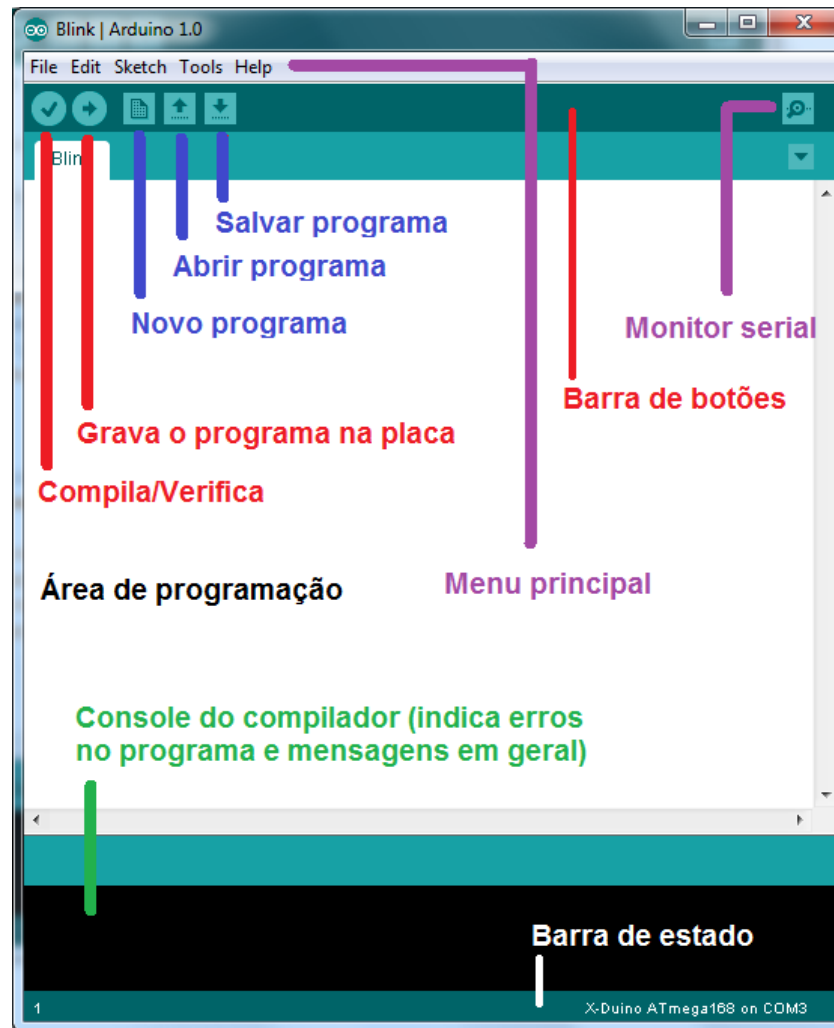 Blink | Arduino 1.0
File Edit Sketch Tools Help
Blink
Salvar programa
Abrir programa
Novo programa
Monitor serial
Barra de botões
Grava o programa na placa
Compila/Verifica
Área de programação
Menu principal
Console do compilador (indica erros
no programa e mensagens em geral)
Barra de estado
1
X-Duino ATmega168 on COM3